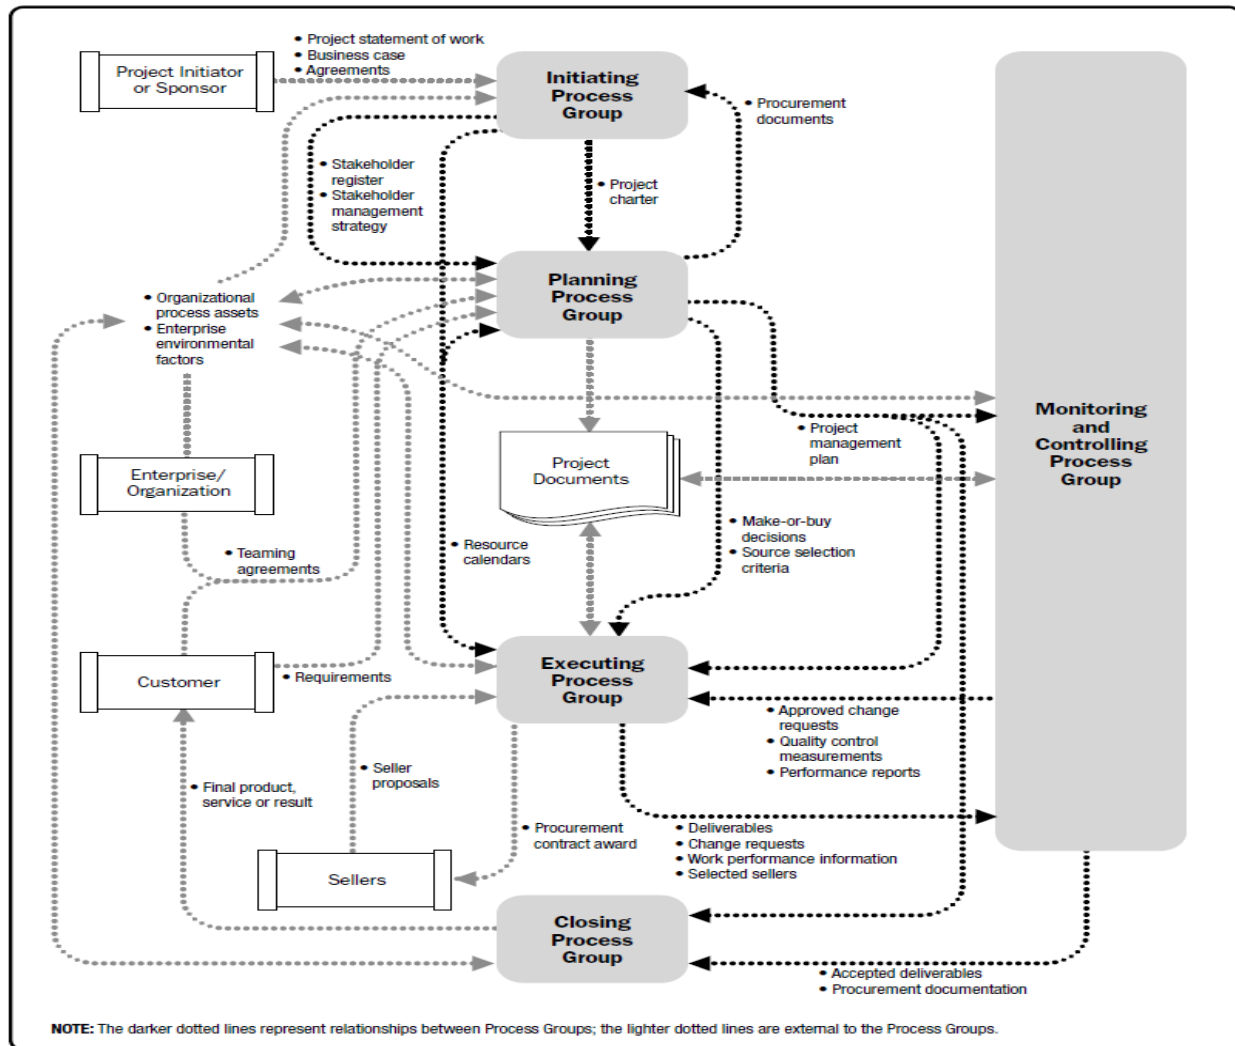 Project Initiator
or Sponsor
• Project statement of work
• Business case
• Agreements
Initiating
Process
Group
• Procurement
documents
• Stakeholder
register
• Stakeholder
management
strategy
• Project
charter
Planning
Process
Group
• Organizational
process assets
• Enterprise
environmental
factors
Monitoring
and
Controlling
Process
Group
• Project
management
plan
Enterprise/
Organization
Project
Documents
• Teaming
agreements
• Resource
calendars
• Make-or-buy
decisions
• Source selection
criteria
Customer
• Requirements
Executing
Process
Group
• Approved change
requests
• Quality control
measurements
• Performance reports
• Final product,
service or result
• Seller
proposals
• Procurement
contract award
• Deliverables
• Change requests
• Work performance information
• Selected sellers
Sellers
Closing
Process
Group
• Accepted deliverables
• Procurement documentation
NOTE: The darker dotted lines represent relationships between Process Groups; the lighter dotted lines are external to the Process Groups.